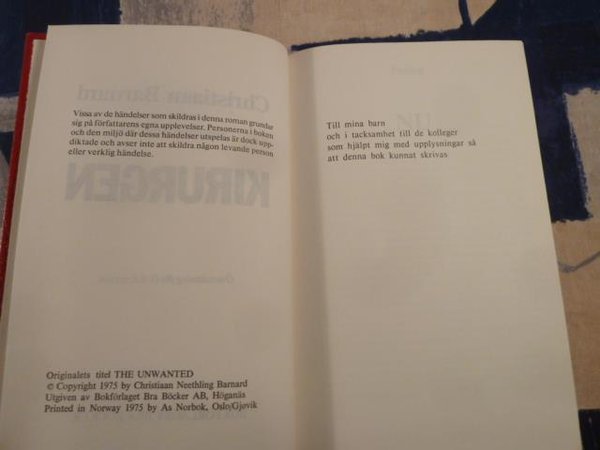 Christiaan Barnard
Vissa av de händelser som skildras i denna roman grundar
sig på författarens egna upplevelser. Personerna i boken
och den miljö där dessa händelser utspelas är dock upp-
diktade och avser inte att skildra någon levande person
eller verklig händelse.
KIRURGEN
Originalets titel THE UNWANTED
© Copyright 1975 by Christiaan Neethling Barnard
Utgiven av Bokförlaget Bra Böcker AB, Höganäs
Printed in Norway 1975 by As Norbok, Oslo/Gjøvik
NU
Till mina barn
och i tacksamhet till de kolleger
som hjälpt mig med upplysningar så
att denna bok kunnat skrivas